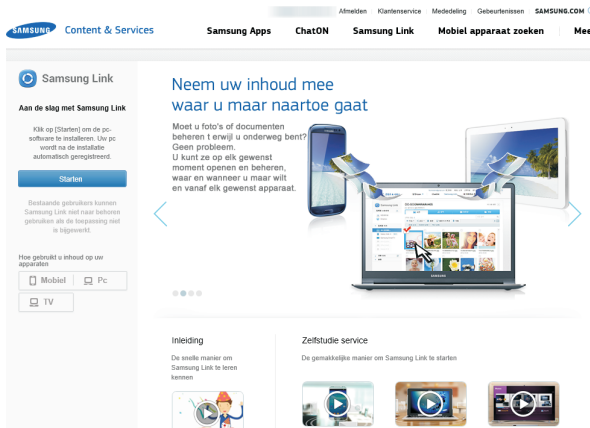 Afmelden Klantenservice Mededeling Gebeurtenissen SAMSUNG.COM
SAMSUNG Content & Services
Samsung Apps ChatON Samsung Link Mobiel apparaat zoeken Mee
Samsung Link
Aan de slag met Samsung Link
Klik op [Starten] om de pc-
software te installeren. Uw pc
wordt na de installatie
automatisch geregistreerd.
Starten
Bestaande gebruikers kunnen
Samsung Link niet naar behoren
gebruiken als de toepassing niet
is bijgewerkt.
Hoe gebruikt u inhoud op uw
apparaten
Mobiel Pc
TV
Neem uw inhoud mee
waar u maar naartoe gaat
Moet u foto's of documenten
beheren t erwijl u onderweg bent?
Geen probleem.
U kunt ze op elk gewenst
moment openen en beheren,
waar en wanneer u maar wilt
en vanaf elk gewenst apparaat.
SAMSUNG
Inleiding
De snelle manier om
Samsung Link te leren
kennen
Zelfstudie service
De gemakkelijke manier om Samsung Link te starten